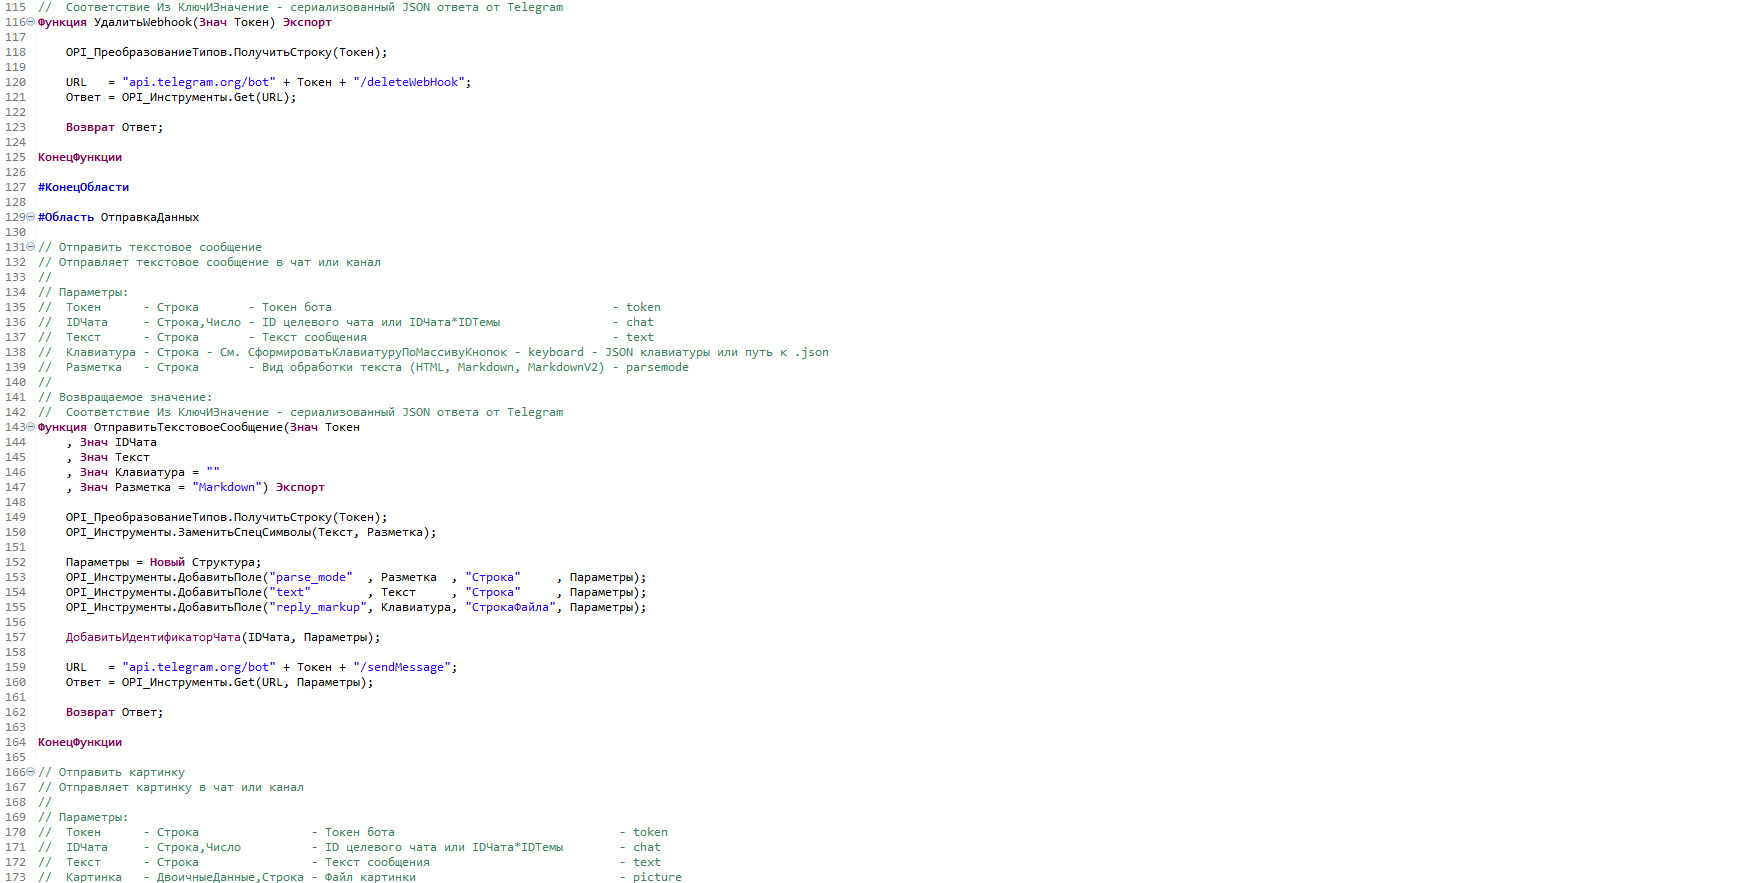 115 //  Соответствие Из КлючИЗначение - сериализованный JSON ответа от Telegram
116 Функция УдалитьWebhook(Знач Токен) Экспорт
117
118     OPI_ПреобразованиеТипов.ПолучитьСтроку(Токен);
119
120     URL   = "api.telegram.org/bot" + Токен + "/deleteWebHook";
121     Ответ = OPI_Инструменты.Get(URL);
122
123     Возврат Ответ;
124
125 КонецФункции
126
127 #КонецОбласти
128
129 #Область ОтправкаДанных
130
131 // Отправить текстовое сообщение
132 // Отправляет текстовое сообщение в чат или канал
133 //
134 // Параметры:
135 //  Токен      - Строка       - Токен бота                                        - token
136 //  IDЧата     - Строка,Число - ID целевого чата или IDЧата*IDТемы                - chat
137 //  Текст      - Строка       - Текст сообщения                                   - text
138 //  Клавиатура - Строка - См. СформироватьКлавиатуруПоМассивуКнопок - keyboard - JSON клавиатуры или путь к .json
139 //  Разметка   - Строка       - Вид обработки текста (HTML, Markdown, MarkdownV2) - parsemode
140 //
141 // Возвращаемое значение:
142 //  Соответствие Из КлючИЗначение - сериализованный JSON ответа от Telegram
143 Функция ОтправитьТекстовоеСообщение(Знач Токен
144     , Знач IDЧата
145     , Знач Текст
146     , Знач Клавиатура = ""
147     , Знач Разметка = "Markdown") Экспорт
148
149     OPI_ПреобразованиеТипов.ПолучитьСтроку(Токен);
150     OPI_Инструменты.ЗаменитьСпецСимволы(Текст, Разметка);
151
152     Параметры = Новый Структура;
153     OPI_Инструменты.ДобавитьПоле("parse_mode"  , Разметка  , "Строка"     , Параметры);
154     OPI_Инструменты.ДобавитьПоле("text"        , Текст     , "Строка"     , Параметры);
155     OPI_Инструменты.ДобавитьПоле("reply_markup", Клавиатура, "СтрокаФайла", Параметры);
156
157     ДобавитьИдентификаторЧата(IDЧата, Параметры);
158
159     URL   = "api.telegram.org/bot" + Токен + "/sendMessage";
160     Ответ = OPI_Инструменты.Get(URL, Параметры);
161
162     Возврат Ответ;
163
164 КонецФункции
165
166 // Отправить картинку
167 // Отправляет картинку в чат или канал
168 //
169 // Параметры:
170 //  Токен      - Строка                - Токен бота                                - token
171 //  IDЧата     - Строка,Число          - ID целевого чата или IDЧата*IDТемы        - chat
172 //  Текст      - Строка                - Текст сообщения                           - text
173 //  Картинка   - ДвоичныеДанные,Строка - Файл картинки                             - picture